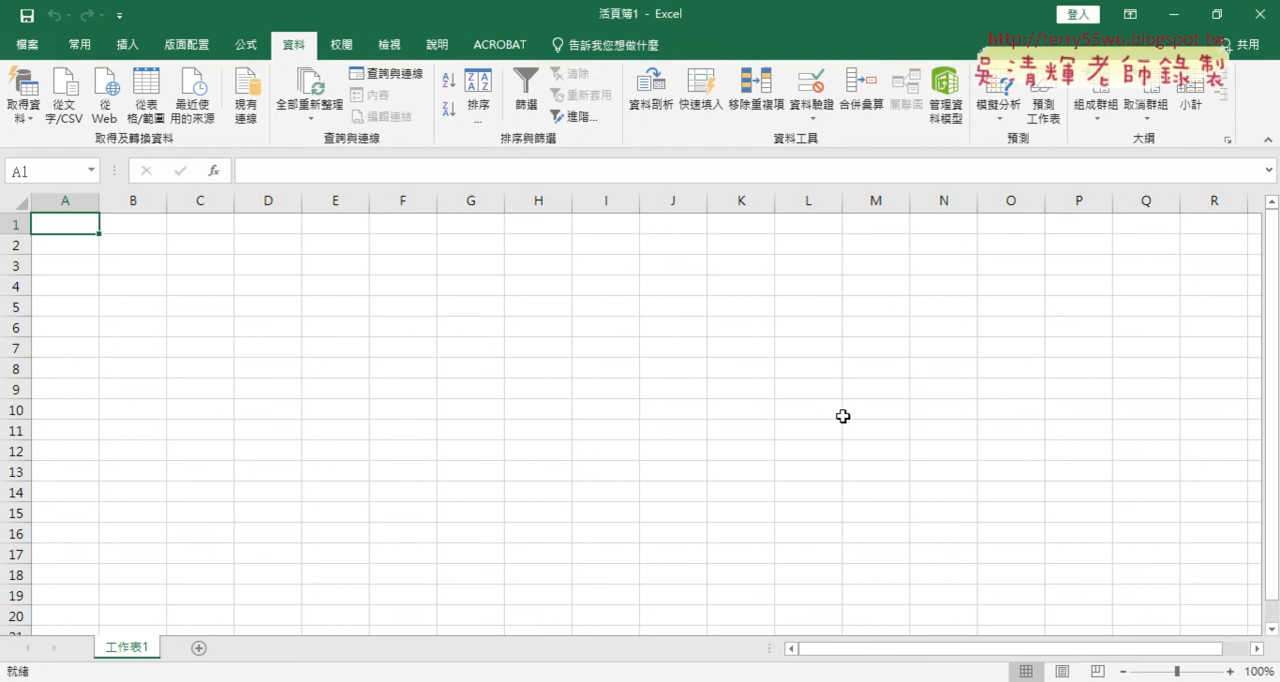 活頁簿1 - Excel
登入
檔案 常用 插入 版面配置 公式 資料 校閱 檢視 說明 ACROBAT 告訴我您想做什麼 共用
http://terry55wu.blogspot.tw
吳清輝老師錄製
取得資料 從文字/CSV 從 Web 從表格/範圍 最近使用的來源 現有連線
取得及轉換資料
全部重新整理 查詢與連線 內容 編輯連結
查詢與連線
排序... 篩選 清除 重新套用 進階...
排序與篩選
資料剖析 快速填入 移除重複項 資料驗證 合併彙算 關聯圖 管理資料模型
資料工具
模擬分析 預測工作表
預測
組成群組 取消群組 小計
大綱
A1 fx
A B C D E F G H I J K L M N O P Q R
1
2
3
4
5
6
7
8
9
10
11
12
13
14
15
16
17
18
19
20
21
工作表1
就緒 100%